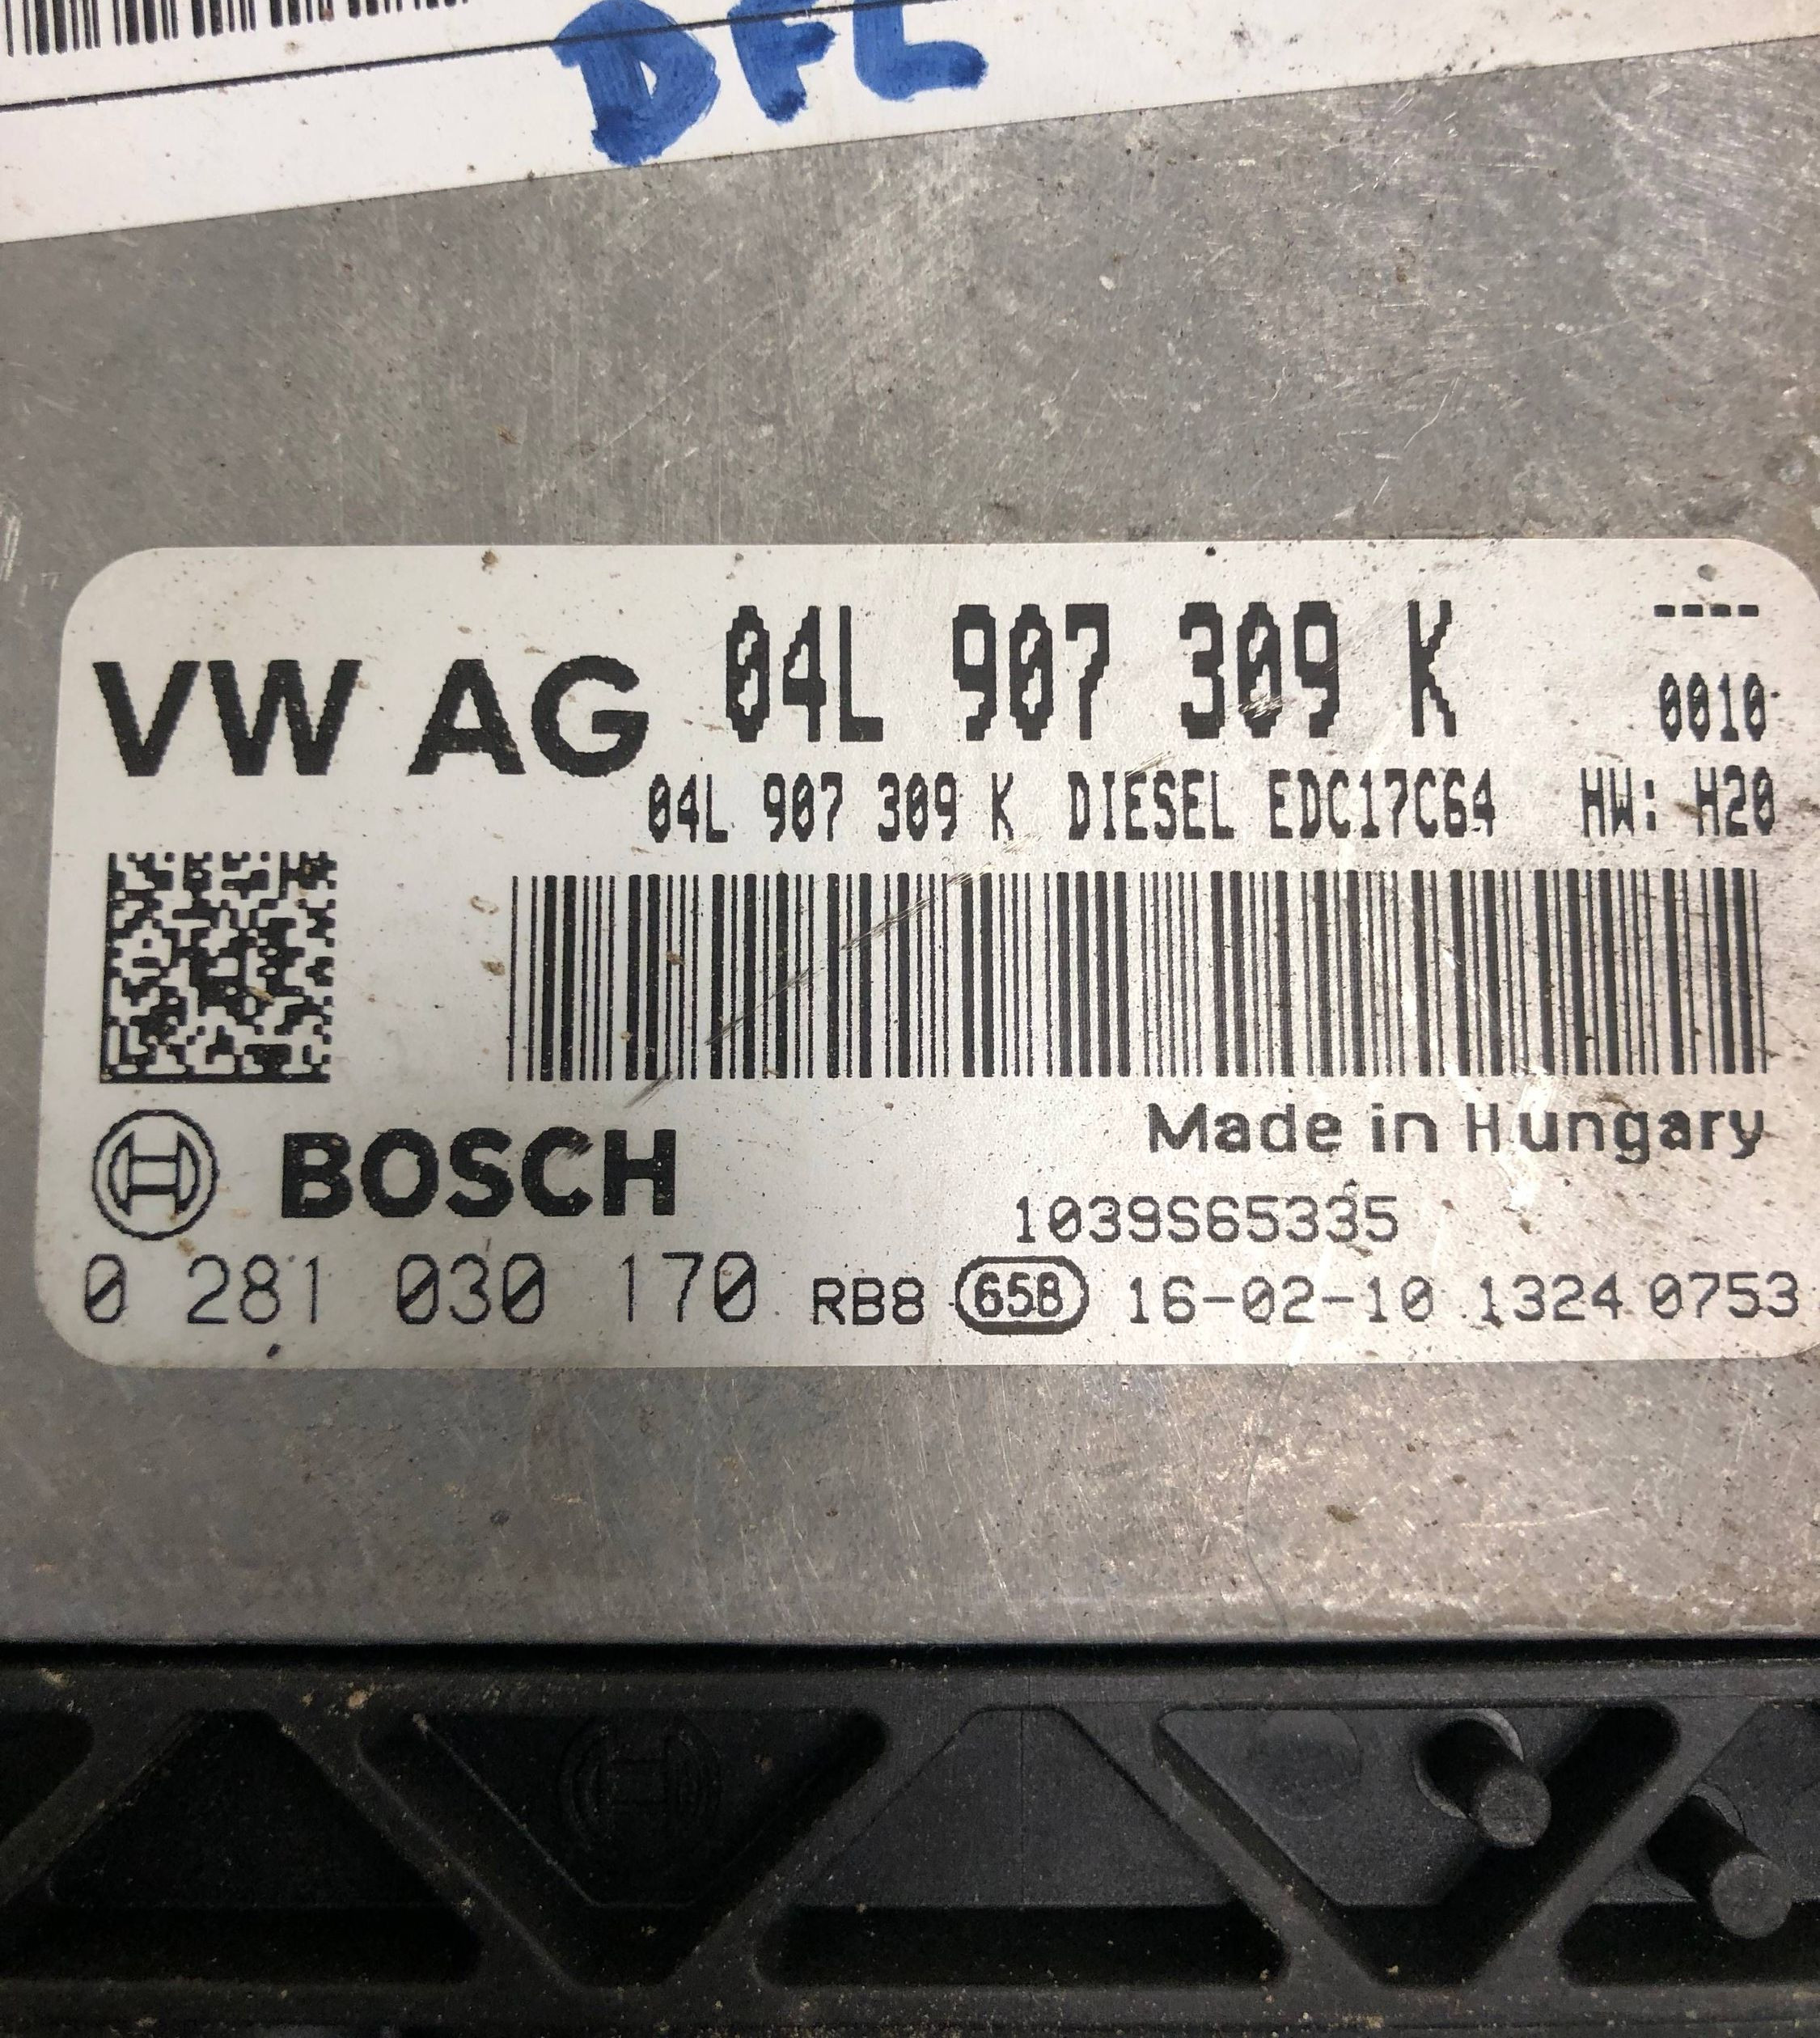 DFL
VW AG 04L 907 309 K ----
0010
04L 907 309 K DIESEL EDC17C64 HW: H20
BOSCH Made in Hungary
1039S65335
0 281 030 170 RB8 658 16-02-10 1324 0753